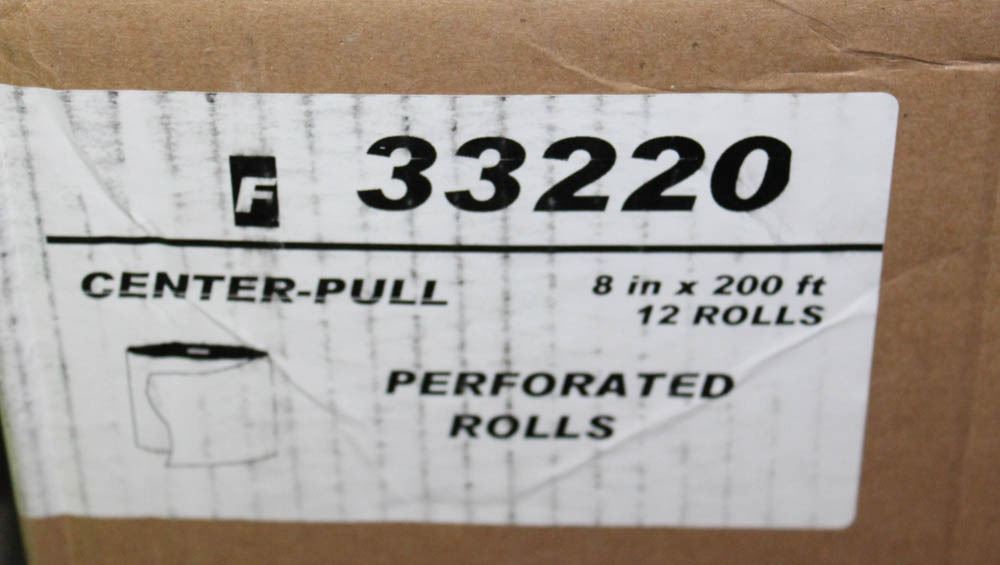 F 33220
CENTER-PULL
8 in x 200 ft
12 ROLLS
PERFORATED
ROLLS